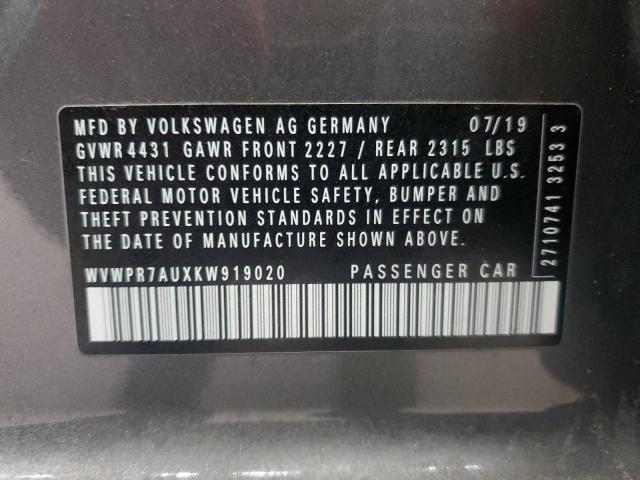 MFD BY VOLKSWAGEN AG GERMANY 07/19
GVWR 4431 GAWR FRONT 2227 / REAR 2315 LBS
THIS VEHICLE CONFORMS TO ALL APPLICABLE U.S.
FEDERAL MOTOR VEHICLE SAFETY, BUMPER AND
THEFT PREVENTION STANDARDS IN EFFECT ON
THE DATE OF MANUFACTURE SHOWN ABOVE.
WVWPR7AUXKW919020 PASSENGER CAR
2710741 3253 3